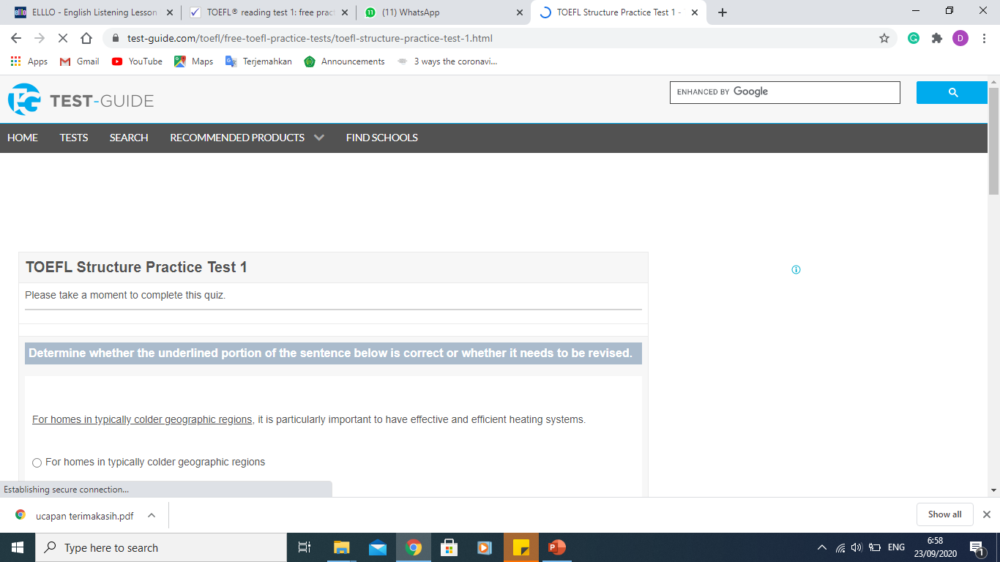 ELLLO - English Listening Lesson
TOEFL® reading test 1: free prac
(11) WhatsApp
TOEFL Structure Practice Test 1 -
test-guide.com/toefl/free-toefl-practice-tests/toefl-structure-practice-test-1.html
Apps Gmail YouTube Maps Terjemahkan Announcements 3 ways the coronavi...
TEST-GUIDE
ENHANCED BY Google
HOME TESTS SEARCH RECOMMENDED PRODUCTS FIND SCHOOLS
TOEFL Structure Practice Test 1
Please take a moment to complete this quiz.
Determine whether the underlined portion of the sentence below is correct or whether it needs to be revised.
For homes in typically colder geographic regions, it is particularly important to have effective and efficient heating systems.
For homes in typically colder geographic regions
Establishing secure connection...
ucapan terimakasih.pdf
Show all
Type here to search
ENG
6:58
23/09/2020
1